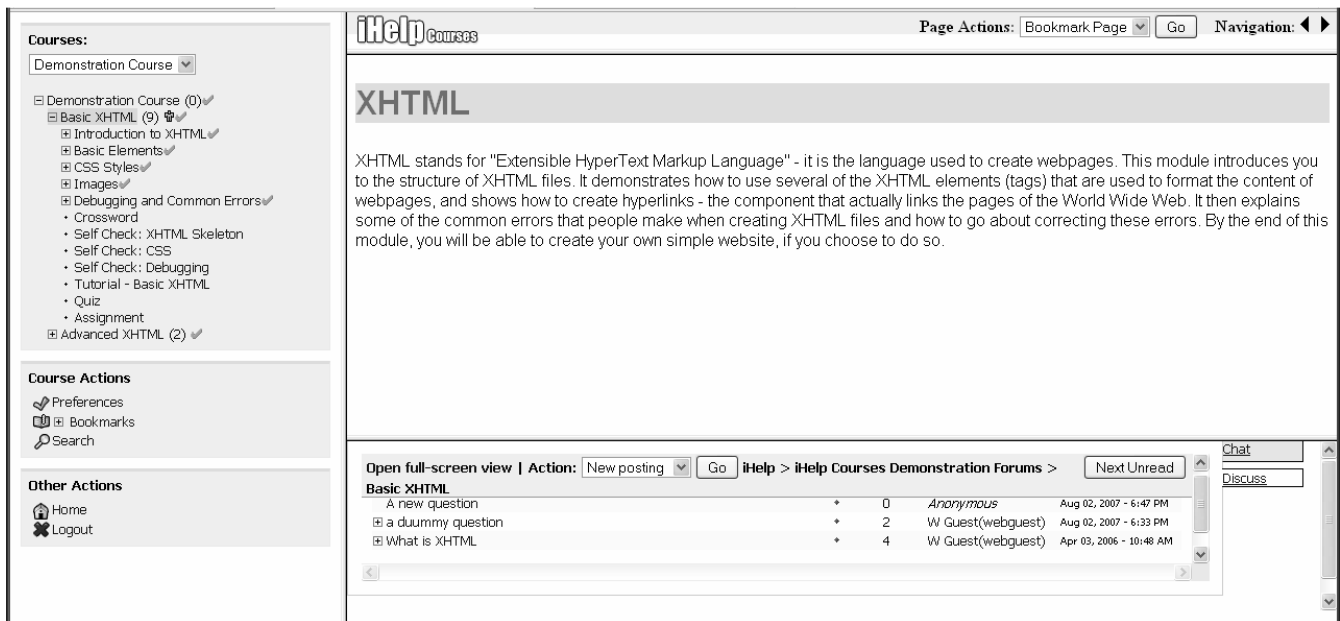 Courses:
Demonstration Course
Demonstration Course (0)
Basic XHTML (9)
Introduction to XHTML
Basic Elements
CSS Styles
Images
Debugging and Common Errors
Crossword
Self Check: XHTML Skeleton
Self Check: CSS
Self Check: Debugging
Tutorial - Basic XHTML
Quiz
Assignment
Advanced XHTML (2)
Course Actions
Preferences
Bookmarks
Search
Other Actions
Home
Logout
iHelp Courses
Page Actions: Bookmark Page Go Navigation:
XHTML
XHTML stands for "Extensible HyperText Markup Language" - it is the language used to create webpages. This module introduces you
to the structure of XHTML files. It demonstrates how to use several of the XHTML elements (tags) that are used to format the content of
webpages, and shows how to create hyperlinks - the component that actually links the pages of the World Wide Web. It then explains
some of the common errors that people make when creating XHTML files and how to go about correcting these errors. By the end of this
module, you will be able to create your own simple website, if you choose to do so.
Open full-screen view | Action: New posting Go iHelp > iHelp Courses Demonstration Forums > Next Unread
Basic XHTML
A new question 0 Anonymous Aug 02, 2007 - 6:47 PM
a duummy question 2 W Guest(webguest) Aug 02, 2007 - 6:33 PM
What is XHTML 4 W Guest(webguest) Apr 03, 2006 - 10:48 AM
Chat
Discuss